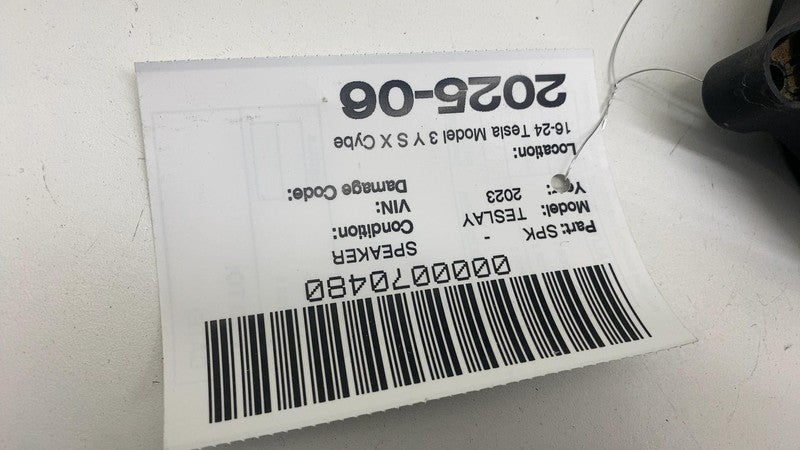 0000070480
Part: SPK - SPEAKER
Model: TESLAY Condition:
Year: 2023 VIN:
Damage Code:
Location:
16-24 Tesla Model 3 Y S X Cybe
2025-06